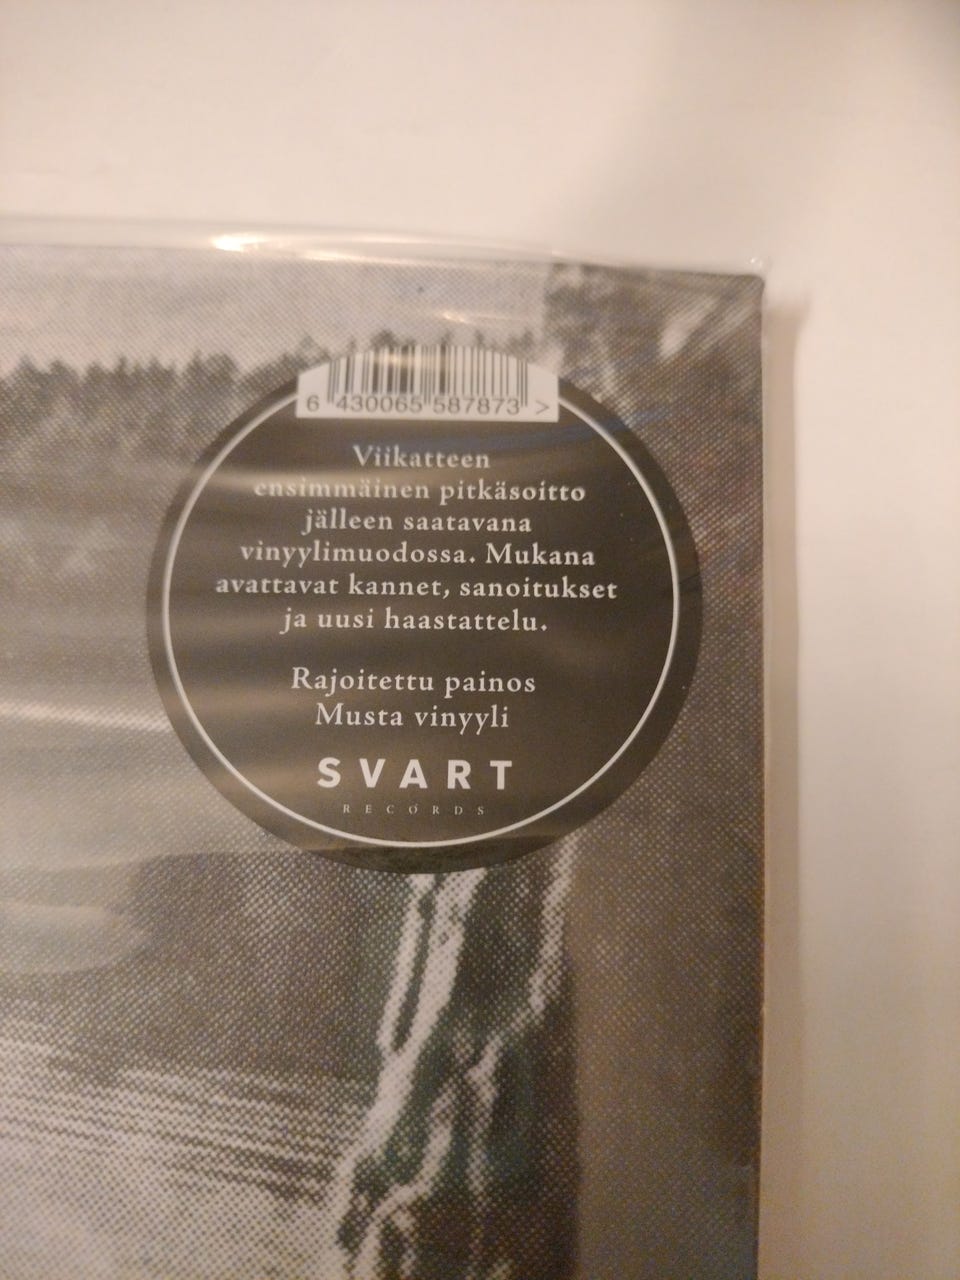 6 430065 587873 >
Viikatteen
ensimmäinen pitkäsoitto
jälleen saatavana
vinyylimuodossa. Mukana
avattavat kannet, sanoitukset
ja uusi haastattelu.
Rajoitettu painos
Musta vinyyli
SVART
RECORDS